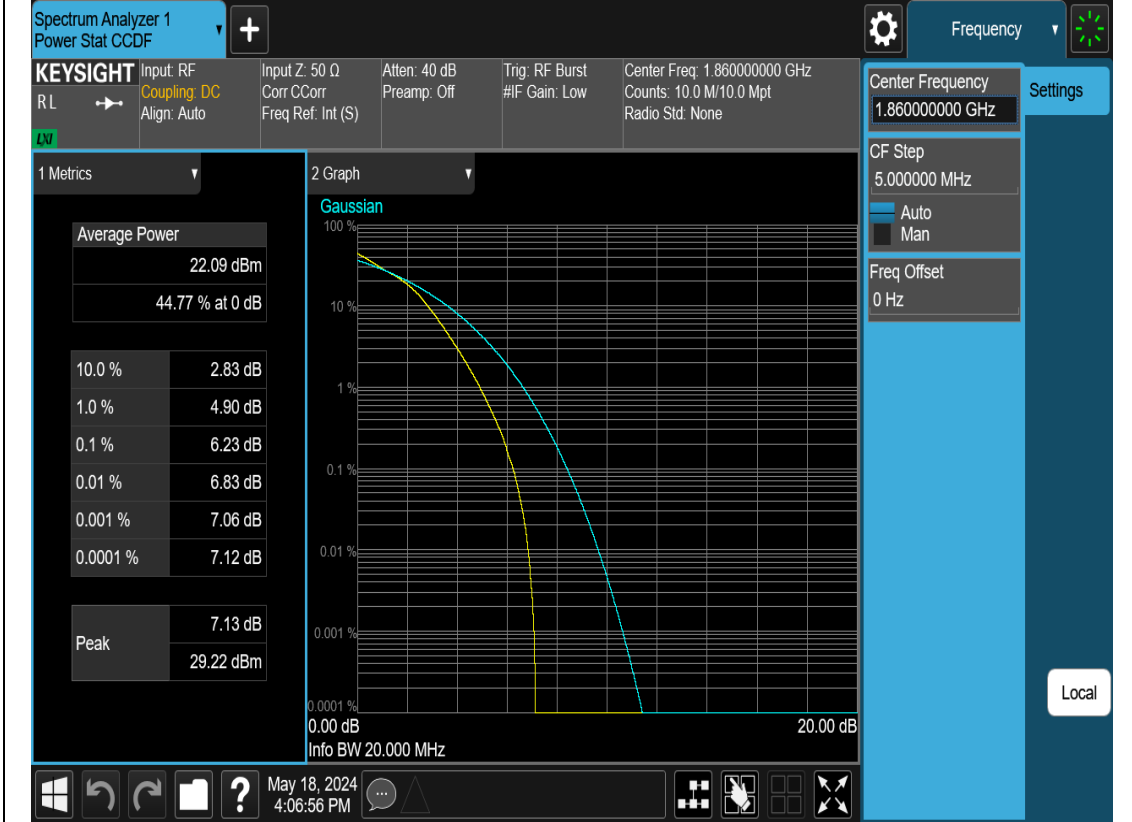 Spectrum Analyzer 1
Power Stat CCDF
Frequency
KEYSIGHT
RL
LXI
Input: RF
Coupling: DC
Align: Auto
Input Z: 50 Ω
Corr CCorr
Freq Ref: Int (S)
Atten: 40 dB
Preamp: Off
Trig: RF Burst
#IF Gain: Low
Center Freq: 1.860000000 GHz
Counts: 10.0 M/10.0 Mpt
Radio Std: None
Center Frequency
1.860000000 GHz
Settings
CF Step
5.000000 MHz
Auto
Man
Freq Offset
0 Hz
Local
1 Metrics
Average Power
22.09 dBm
44.77 % at 0 dB
10.0 % 2.83 dB
1.0 % 4.90 dB
0.1 % 6.23 dB
0.01 % 6.83 dB
0.001 % 7.06 dB
0.0001 % 7.12 dB
Peak
7.13 dB
29.22 dBm
2 Graph
Gaussian
100 %
10 %
1 %
0.1 %
0.01 %
0.001 %
0.0001 %
0.00 dB 20.00 dB
Info BW 20.000 MHz
?
May 18, 2024
4:06:56 PM